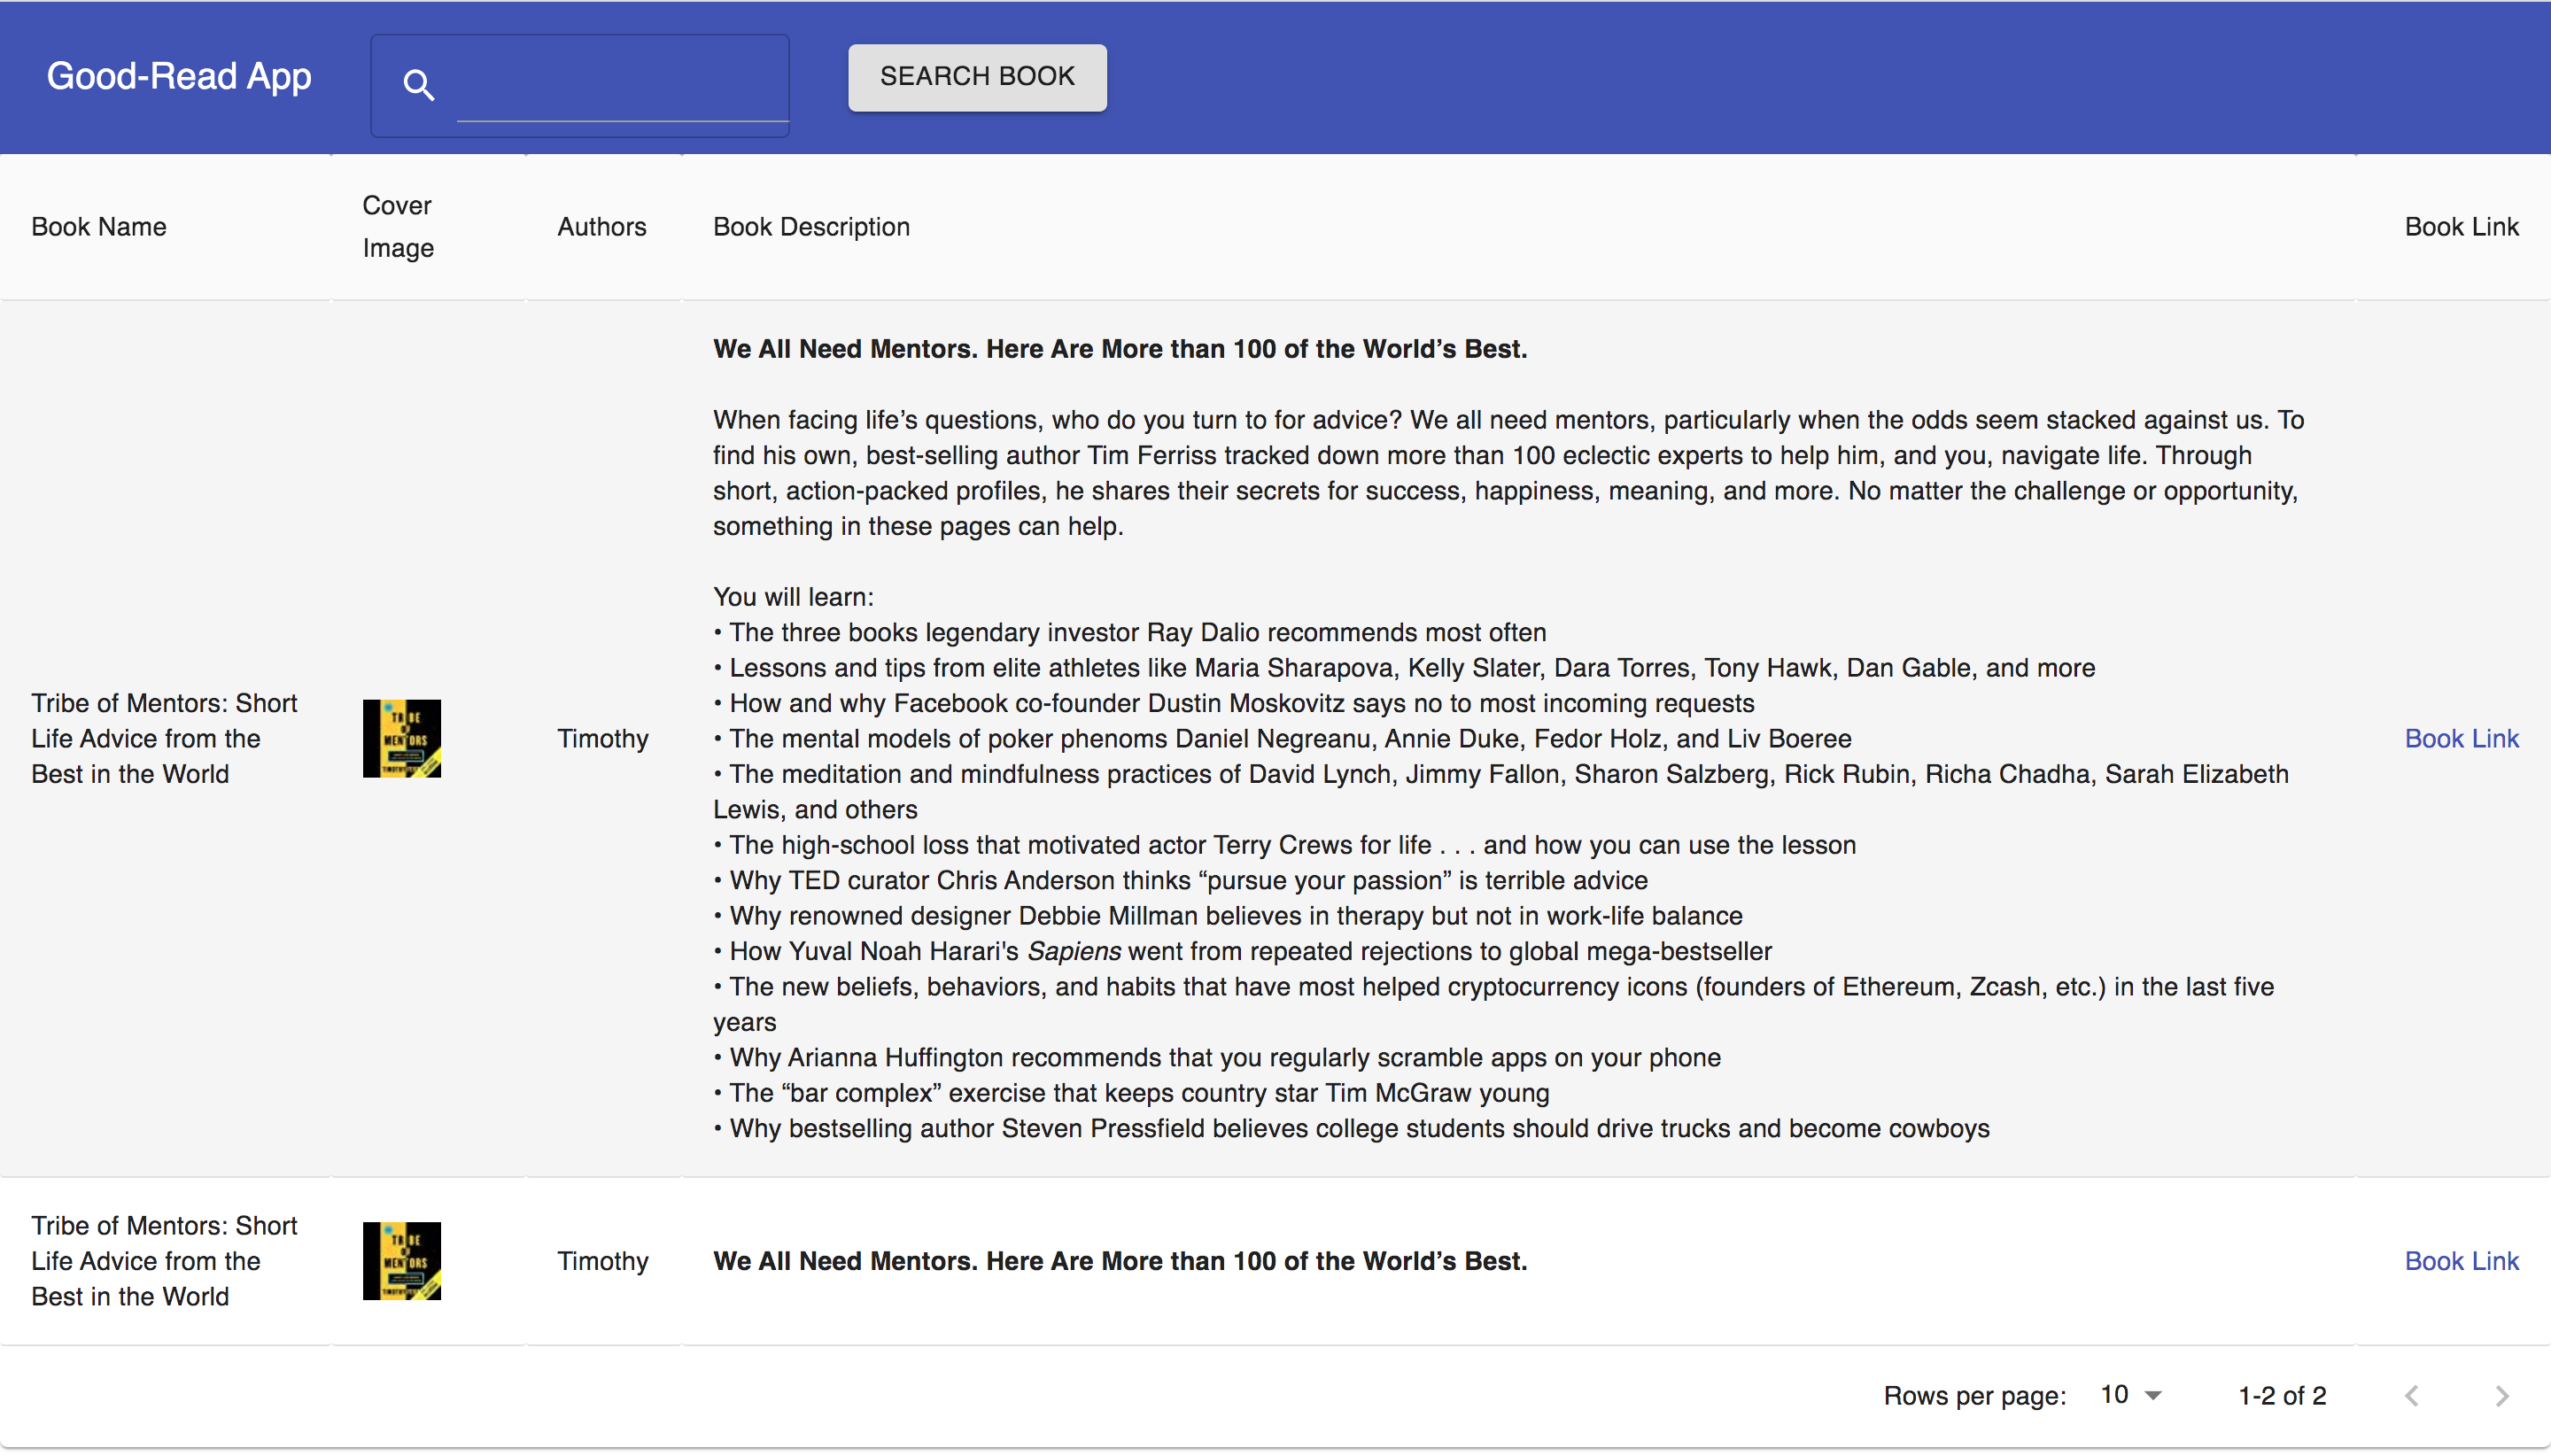 Good-Read App
SEARCH BOOK
Book Name
Cover
Image
Authors
Book Description
Book Link
We All Need Mentors. Here Are More than 100 of the World’s Best.
When facing life’s questions, who do you turn to for advice? We all need mentors, particularly when the odds seem stacked against us. To
find his own, best-selling author Tim Ferriss tracked down more than 100 eclectic experts to help him, and you, navigate life. Through
short, action-packed profiles, he shares their secrets for success, happiness, meaning, and more. No matter the challenge or opportunity,
something in these pages can help.
You will learn:
• The three books legendary investor Ray Dalio recommends most often
• Lessons and tips from elite athletes like Maria Sharapova, Kelly Slater, Dara Torres, Tony Hawk, Dan Gable, and more
• How and why Facebook co-founder Dustin Moskovitz says no to most incoming requests
• The mental models of poker phenoms Daniel Negreanu, Annie Duke, Fedor Holz, and Liv Boeree
• The meditation and mindfulness practices of David Lynch, Jimmy Fallon, Sharon Salzberg, Rick Rubin, Richa Chadha, Sarah Elizabeth
Lewis, and others
• The high-school loss that motivated actor Terry Crews for life . . . and how you can use the lesson
• Why TED curator Chris Anderson thinks “pursue your passion” is terrible advice
• Why renowned designer Debbie Millman believes in therapy but not in work-life balance
• How Yuval Noah Harari's Sapiens went from repeated rejections to global mega-bestseller
• The new beliefs, behaviors, and habits that have most helped cryptocurrency icons (founders of Ethereum, Zcash, etc.) in the last five
years
• Why Arianna Huffington recommends that you regularly scramble apps on your phone
• The “bar complex” exercise that keeps country star Tim McGraw young
• Why bestselling author Steven Pressfield believes college students should drive trucks and become cowboys
Tribe of Mentors: Short
Life Advice from the
Best in the World
TRIBE
OF
MENTORS
Timothy
Book Link
Tribe of Mentors: Short
Life Advice from the
Best in the World
TRIBE
OF
MENTORS
Timothy
We All Need Mentors. Here Are More than 100 of the World’s Best.
Book Link
Rows per page:
10
1-2 of 2